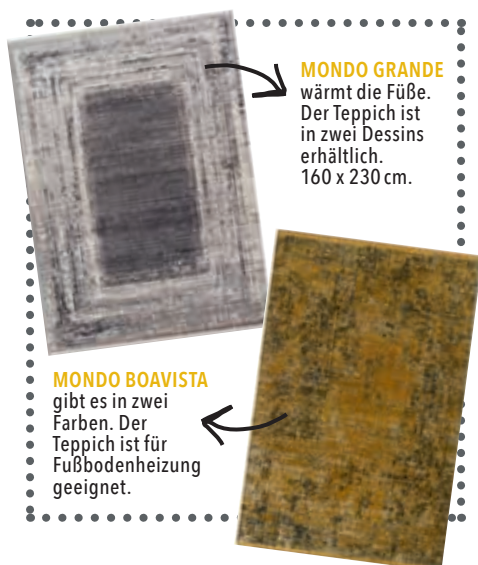 MONDO GRANDE
wärmt die Füße.
Der Teppich ist
in zwei Dessins
erhältlich.
160 x 230 cm.
MONDO BOAVISTA
gibt es in zwei
Farben. Der
Teppich ist für
Fußbodenheizung
geeignet.